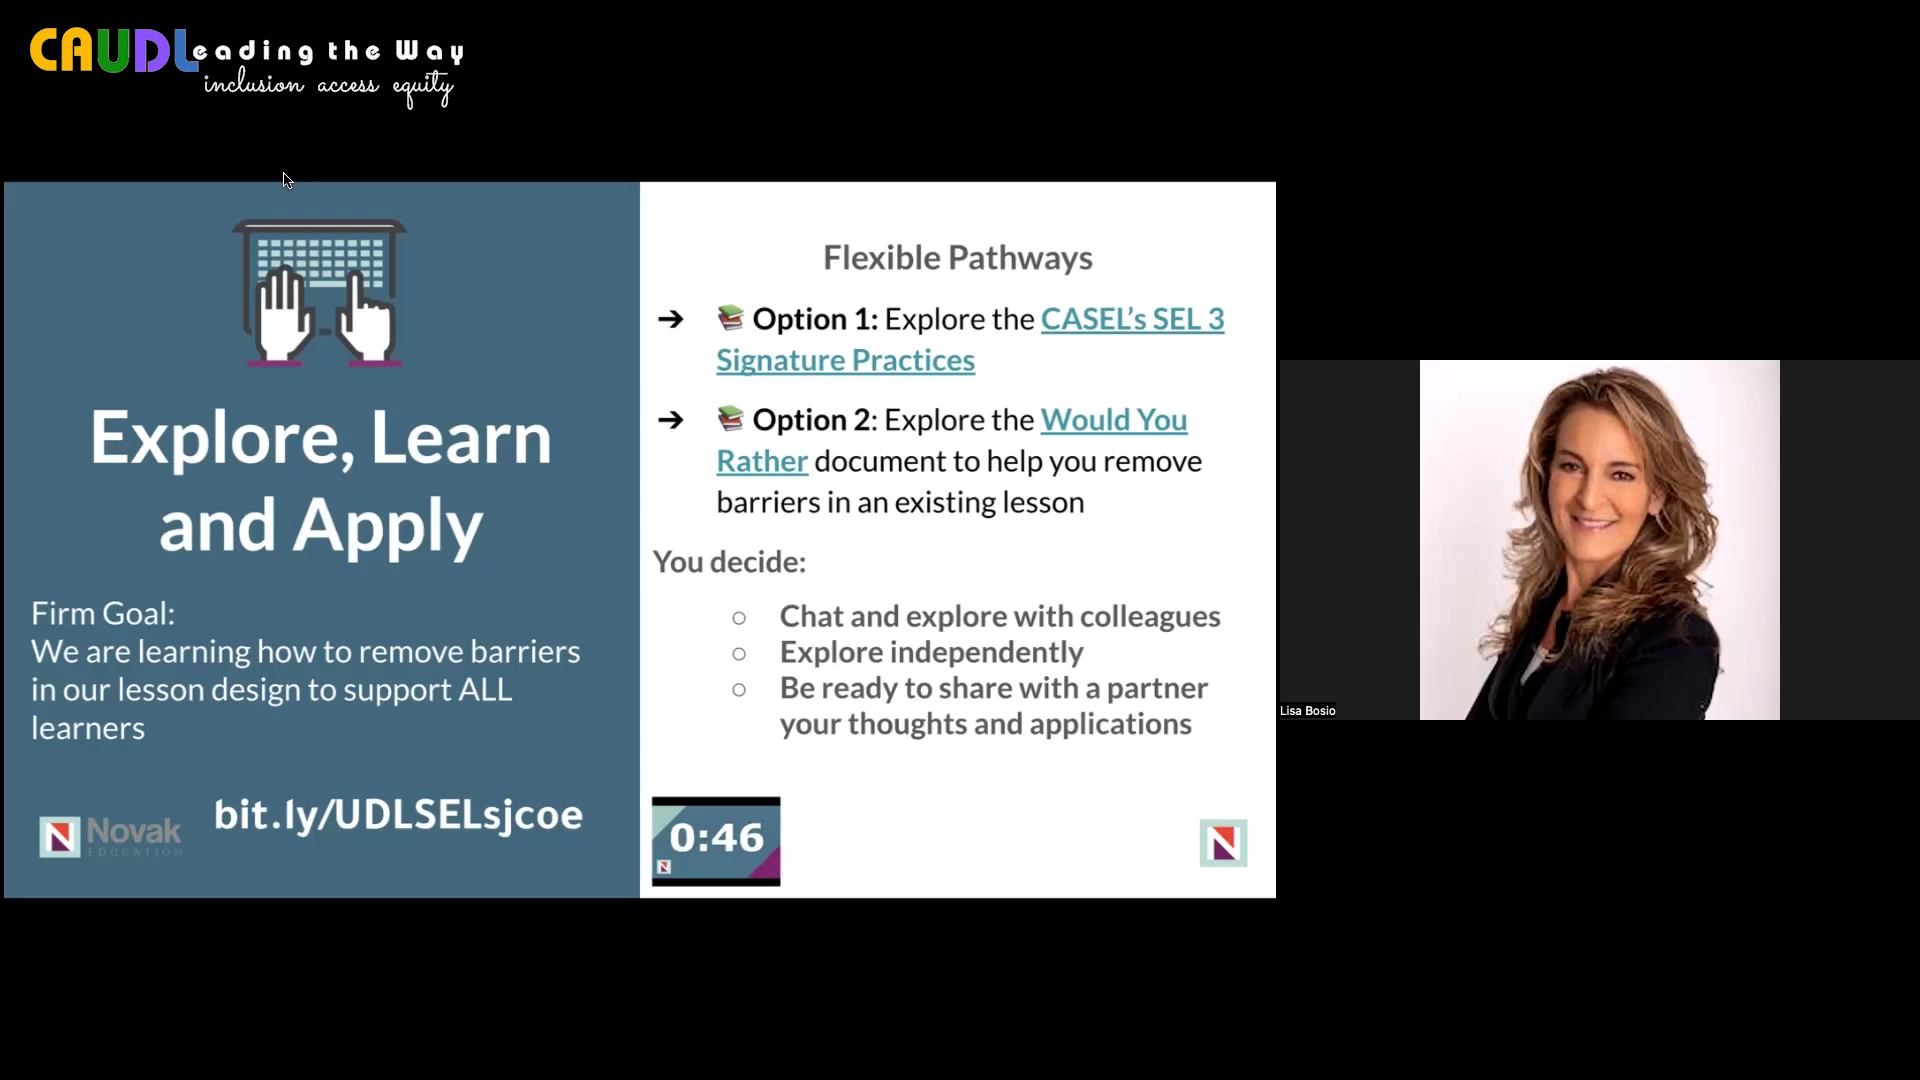 CAUDLeading the Way
inclusion access equity
Explore, Learn
and Apply
Firm Goal:
We are learning how to remove barriers
in our lesson design to support ALL
learners
Novak
EDUCATION
bit.ly/UDLSELsjcoe
Flexible Pathways
➔ 📚 Option 1: Explore the CASEL’s SEL 3
Signature Practices
➔ 📚 Option 2: Explore the Would You
Rather document to help you remove
barriers in an existing lesson
You decide:
○ Chat and explore with colleagues
○ Explore independently
○ Be ready to share with a partner
your thoughts and applications
0:46
N
Lisa Bosio